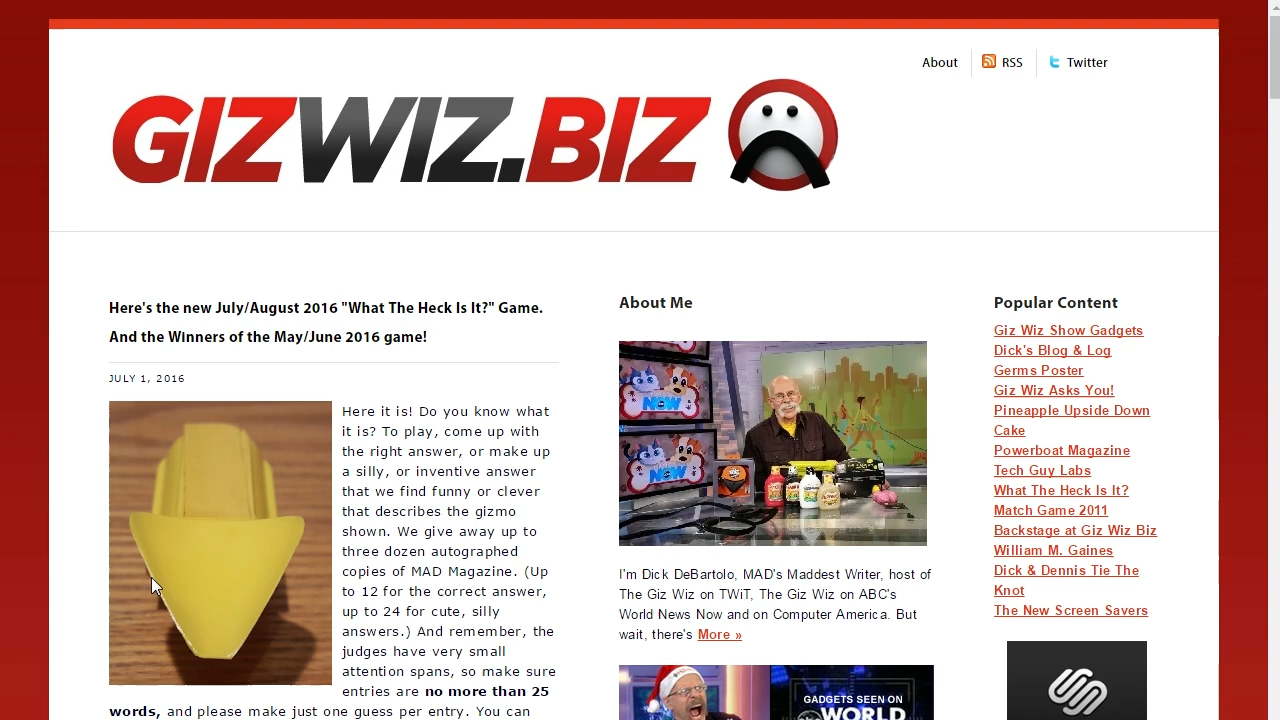 About
RSS
Twitter
GIZWIZ.BIZ
Here's the new July/August 2016 "What The Heck Is It?" Game.
And the Winners of the May/June 2016 game!
JULY 1, 2016
Here it is! Do you know what
it is? To play, come up with
the right answer, or make up
a silly, or inventive answer
that we find funny or clever
that describes the gizmo
shown. We give away up to
three dozen autographed
copies of MAD Magazine. (Up
to 12 for the correct answer,
up to 24 for cute, silly
answers.) And remember, the
judges have very small
attention spans, so make sure
entries are no more than 25
words, and please make just one guess per entry. You can
About Me
NOW
NOW
I'm Dick DeBartolo, MAD's Maddest Writer, host of
The Giz Wiz on TWiT, The Giz Wiz on ABC's
World News Now and on Computer America. But
wait, there's More »
GADGETS SEEN ON
WORLD
Popular Content
Giz Wiz Show Gadgets
Dick's Blog & Log
Germs Poster
Giz Wiz Asks You!
Pineapple Upside Down
Cake
Powerboat Magazine
Tech Guy Labs
What The Heck Is It?
Match Game 2011
Backstage at Giz Wiz Biz
William M. Gaines
Dick & Dennis Tie The
Knot
The New Screen Savers